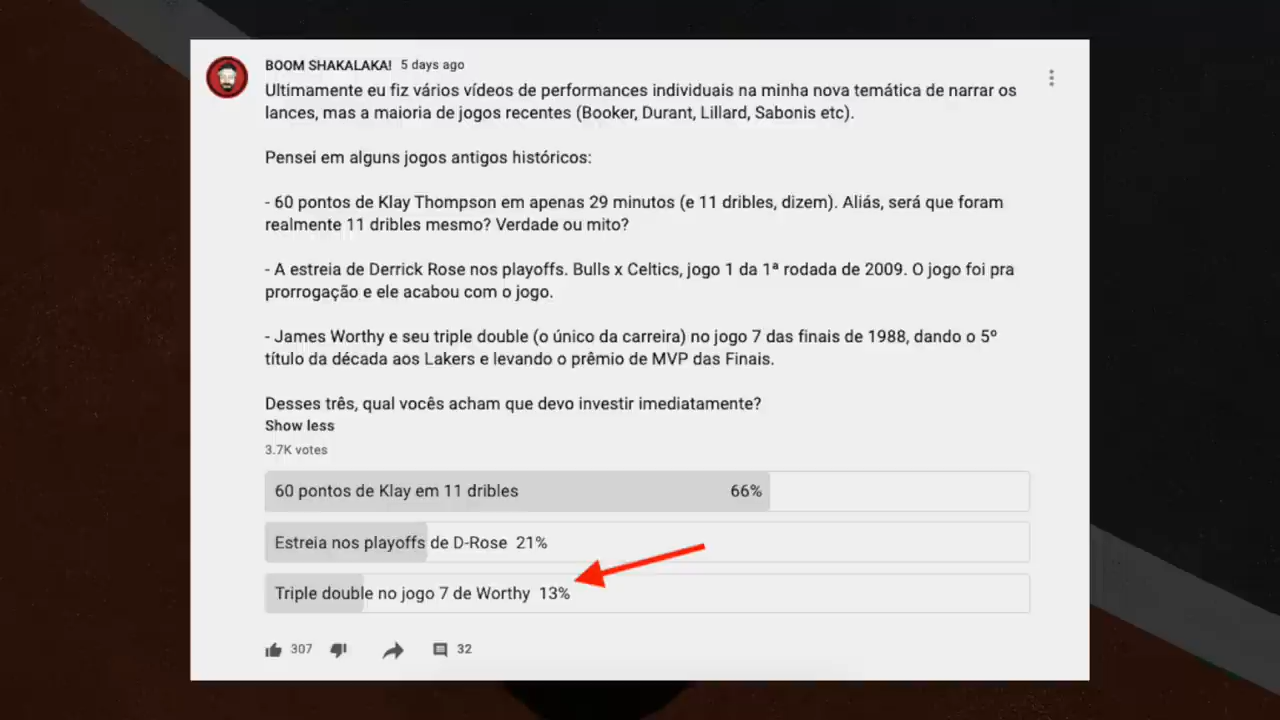 BOOM SHAKALAKA! 5 days ago
Ultimamente eu fiz vários vídeos de performances individuais na minha nova temática de narrar os
lances, mas a maioria de jogos recentes (Booker, Durant, Lillard, Sabonis etc).
Pensei em alguns jogos antigos históricos:
- 60 pontos de Klay Thompson em apenas 29 minutos (e 11 dribles, dizem). Aliás, será que foram
realmente 11 dribles mesmo? Verdade ou mito?
- A estreia de Derrick Rose nos playoffs. Bulls x Celtics, jogo 1 da 1ª rodada de 2009. O jogo foi pra
prorrogação e ele acabou com o jogo.
- James Worthy e seu triple double (o único da carreira) no jogo 7 das finais de 1988, dando o 5º
título da década aos Lakers e levando o prêmio de MVP das Finais.
Desses três, qual vocês acham que devo investir imediatamente?
Show less
3.7K votes
60 pontos de Klay em 11 dribles 66%
Estreia nos playoffs de D-Rose 21%
Triple double no jogo 7 de Worthy 13%
307 32